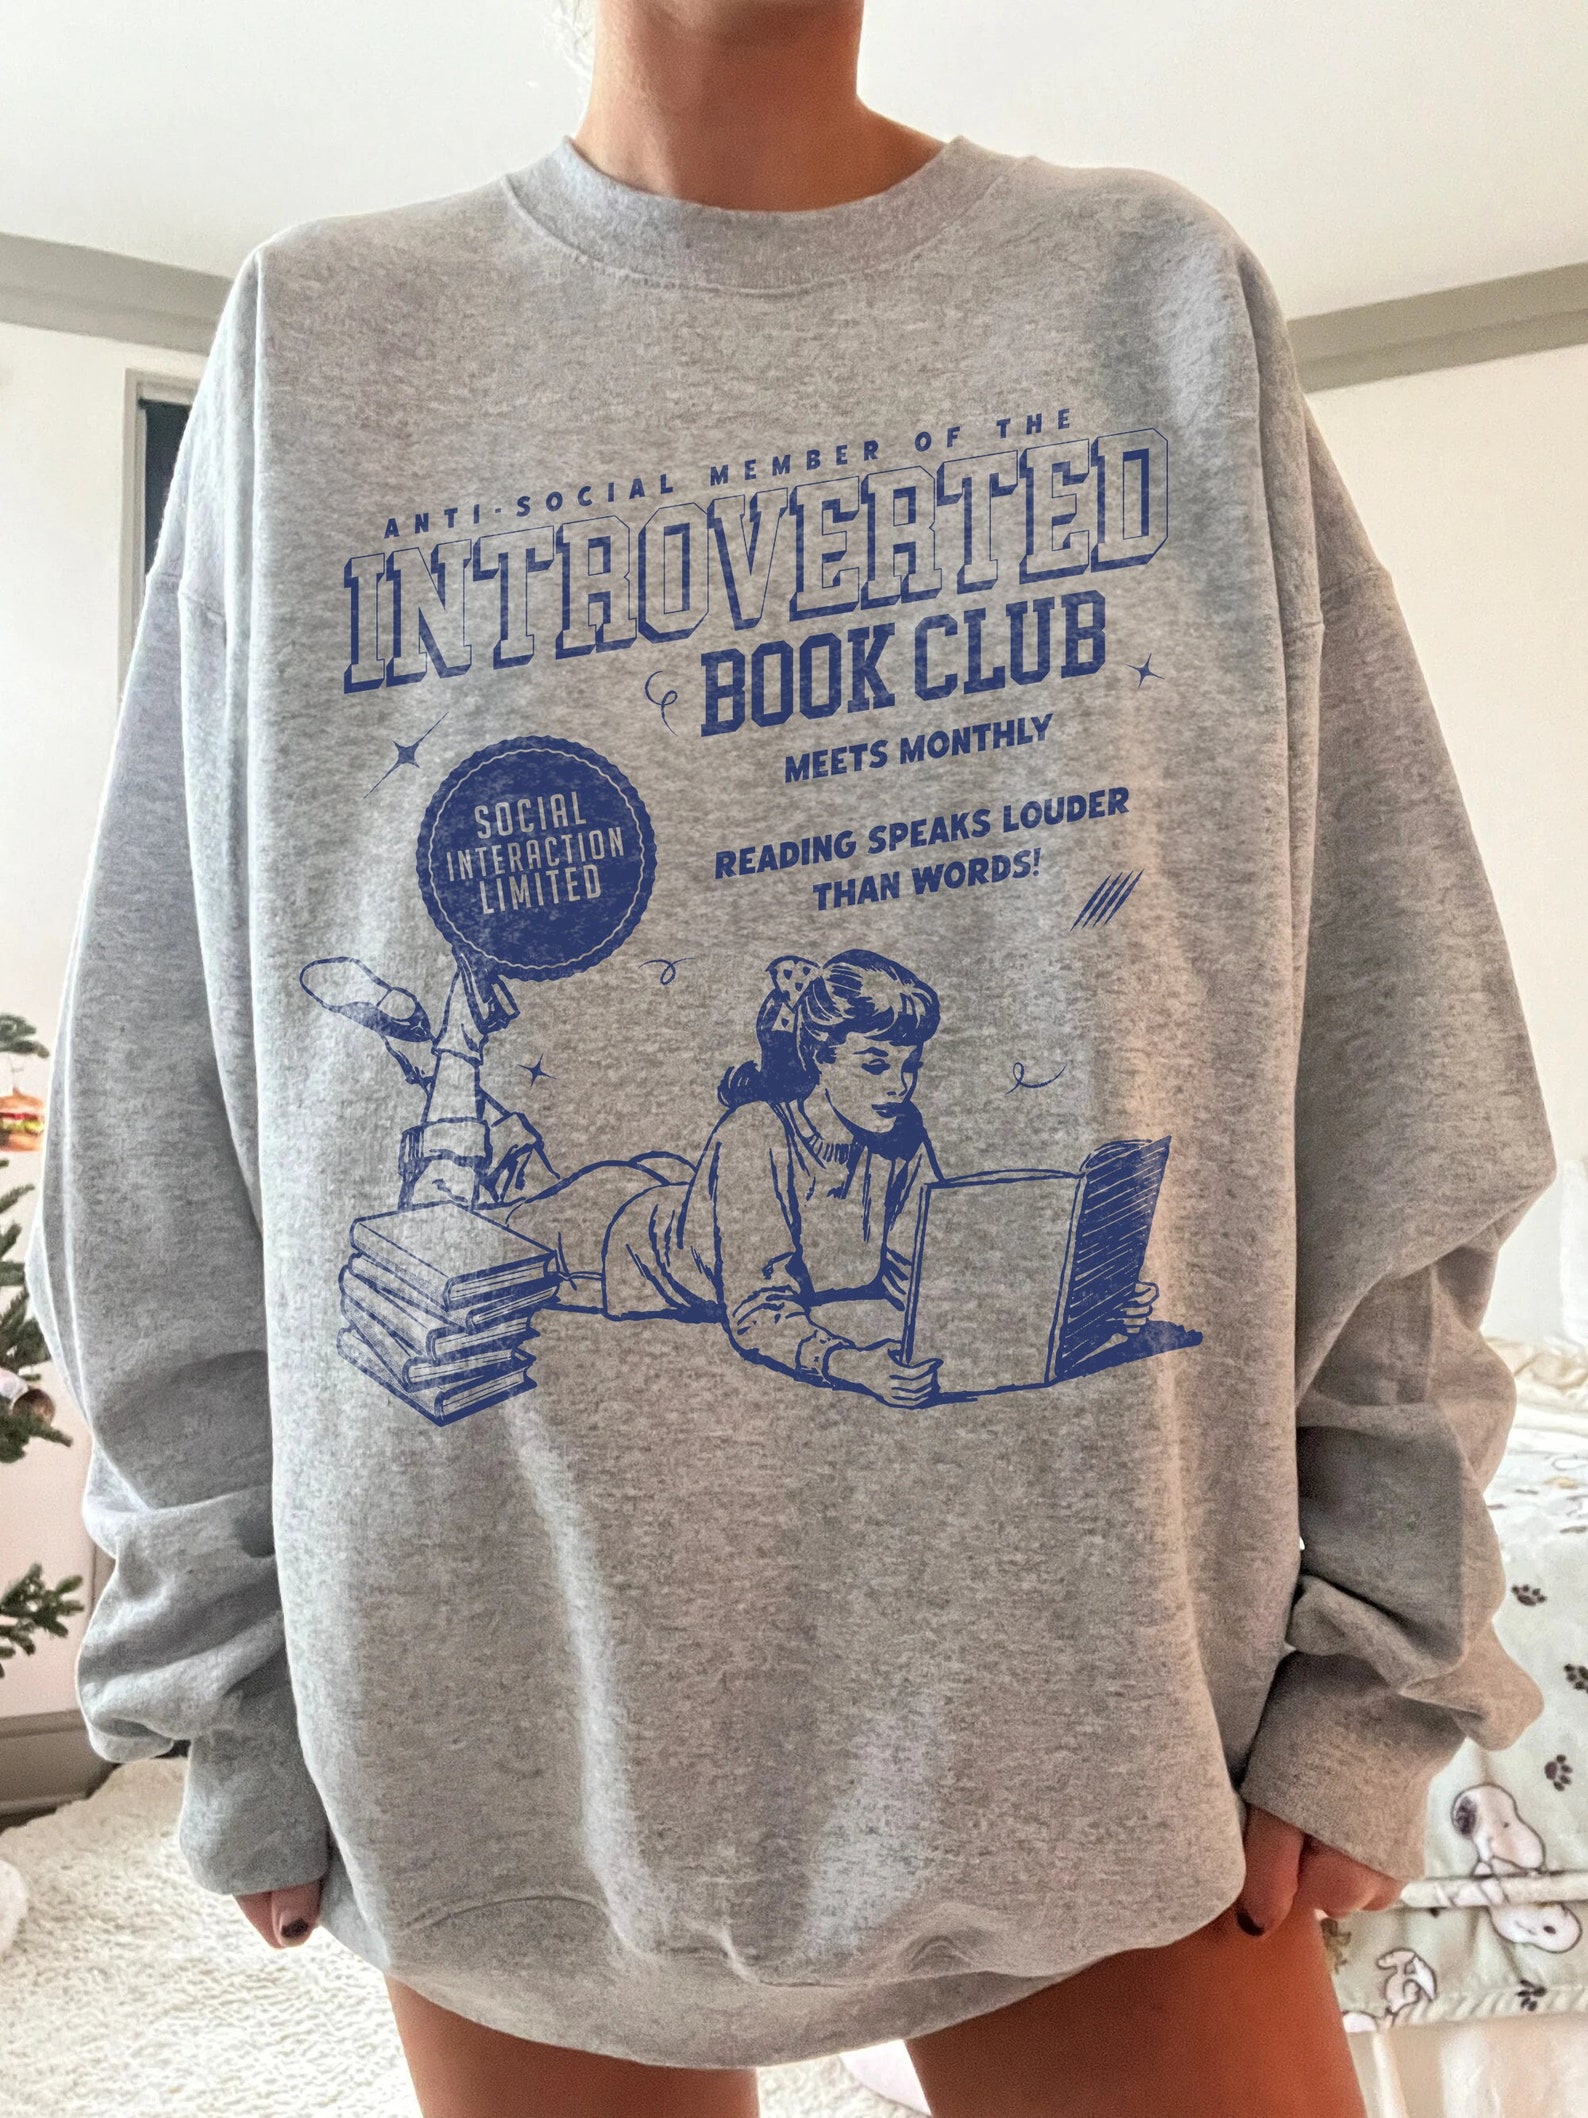 ANTI-SOCIAL MEMBER OF THE
INTROVERTED
BOOK CLUB
MEETS MONTHLY
SOCIAL
INTERACTION
LIMITED
READING SPEAKS LOUDER
THAN WORDS!